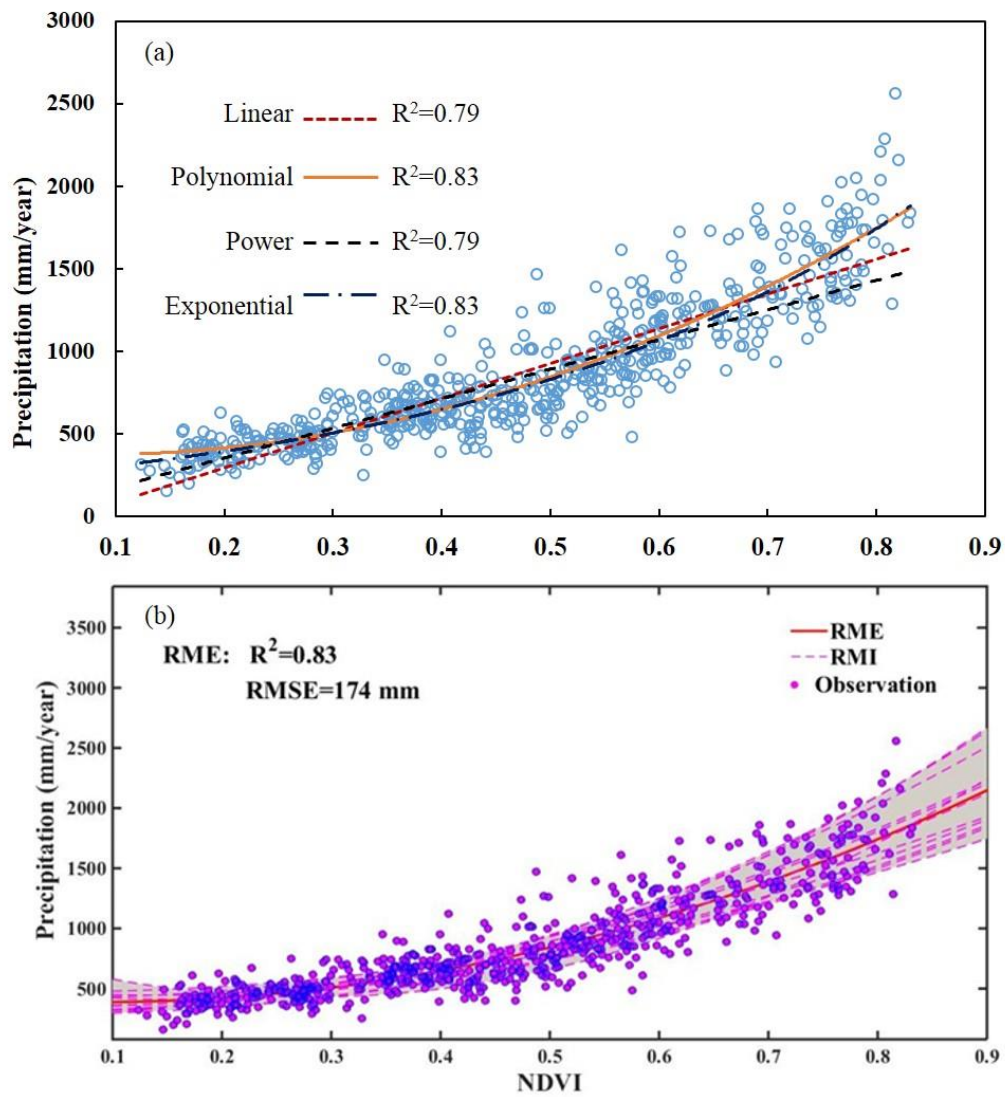 3000
(a)
2500
Linear R²=0.79
2000
Polynomial R²=0.83
Power R²=0.79
1500
Exponential R²=0.83
1000
500
0
Precipitation (mm/year)
0.1 0.2 0.3 0.4 0.5 0.6 0.7 0.8 0.9
(b)
3500
RME: R²=0.83
RMSE=174 mm
RME
RMI
Observation
3000
2500
2000
1500
1000
500
Precipitation (mm/year)
0.1 0.2 0.3 0.4 0.5 0.6 0.7 0.8 0.9
NDVI